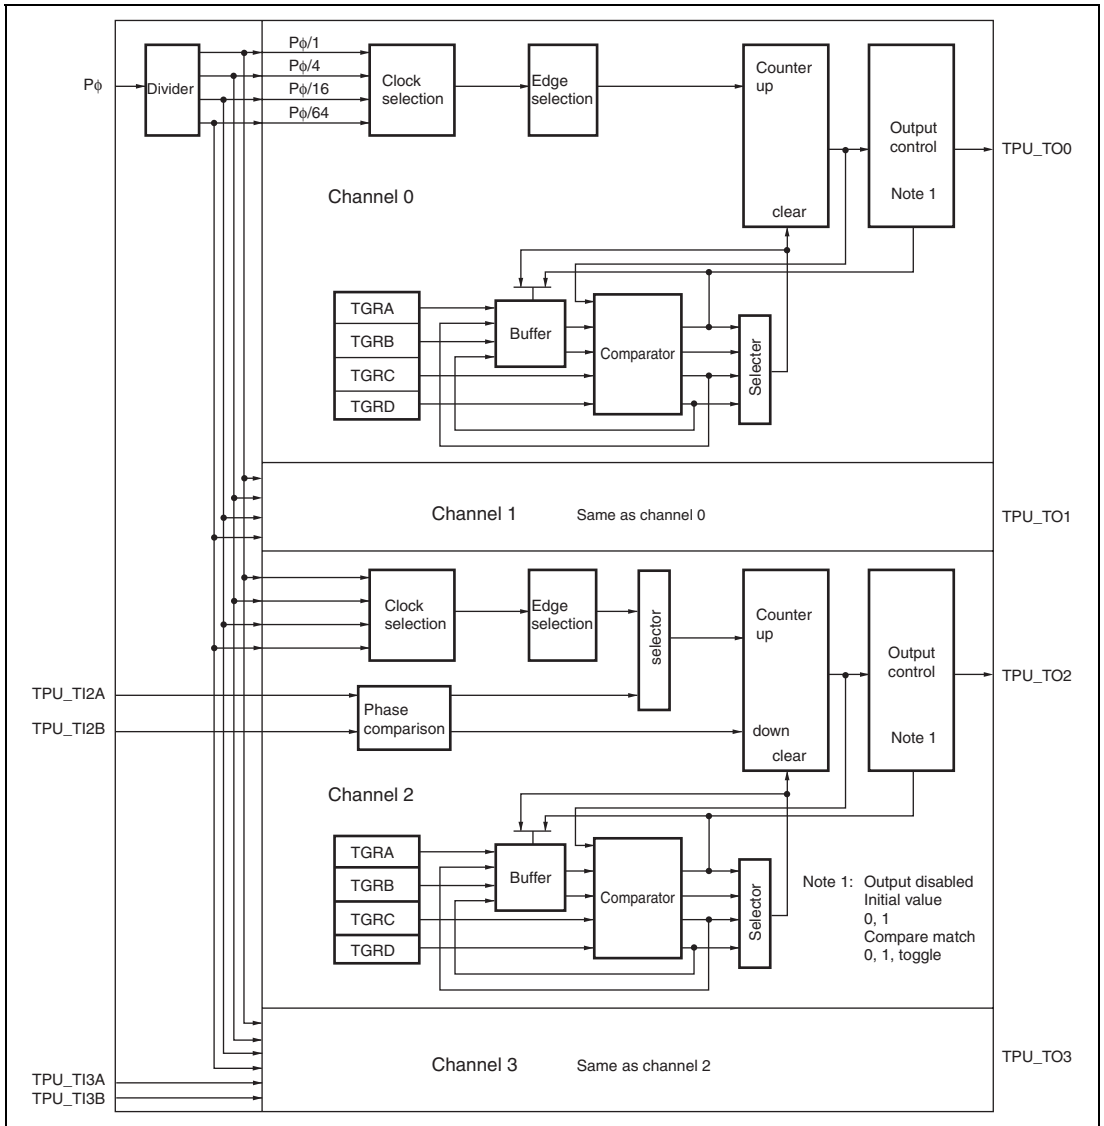 Pϕ
Divider
Pϕ/1
Pϕ/4
Pϕ/16
Pϕ/64
Clock
selection
Edge
selection
Counter
up
clear
Output
control
Note 1
TPU_TO0
Channel 0
TGRA
TGRB
TGRC
TGRD
Buffer
Comparator
Selecter
Channel 1
Same as channel 0
TPU_TO1
Clock
selection
Edge
selection
selector
Counter
up
down
clear
Output
control
Note 1
TPU_TO2
TPU_TI2A
TPU_TI2B
Phase
comparison
Channel 2
TGRA
TGRB
TGRC
TGRD
Buffer
Comparator
Selector
Note 1: Output disabled
Initial value
0, 1
Compare match
0, 1, toggle
Channel 3
Same as channel 2
TPU_TO3
TPU_TI3A
TPU_TI3B